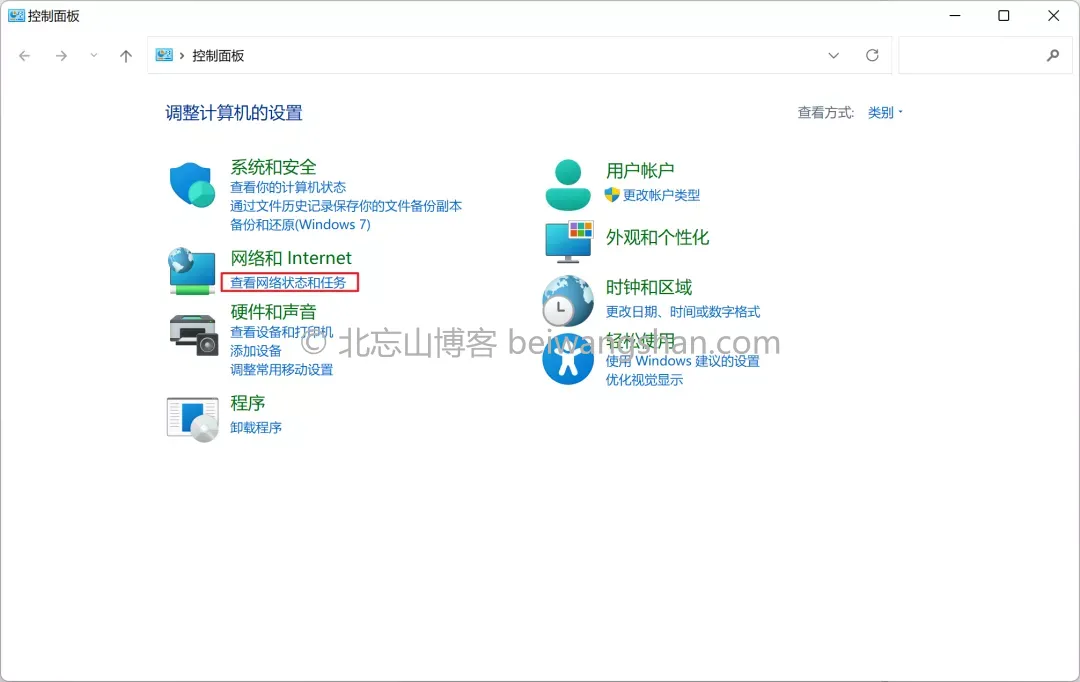 控制面板
控制面板
调整计算机的设置
查看方式: 类别
系统和安全
查看你的计算机状态
通过文件历史记录保存你的文件备份副本
备份和还原(Windows 7)
网络和 Internet
查看网络状态和任务
硬件和声音
查看设备和打印机
添加设备
调整常用移动设置
程序
卸载程序
用户帐户
更改帐户类型
外观和个性化
时钟和区域
更改日期、时间或数字格式
轻松使用
使用 Windows 建议的设置
优化视觉显示
© 北忘山博客 beiwangshan.com